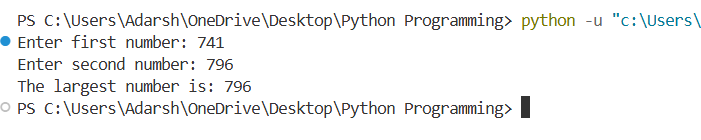 PS C:\Users\Adarsh\OneDrive\Desktop\Python Programming> python -u "c:\Users\
Enter first number: 741
Enter second number: 796
The largest number is: 796
PS C:\Users\Adarsh\OneDrive\Desktop\Python Programming>